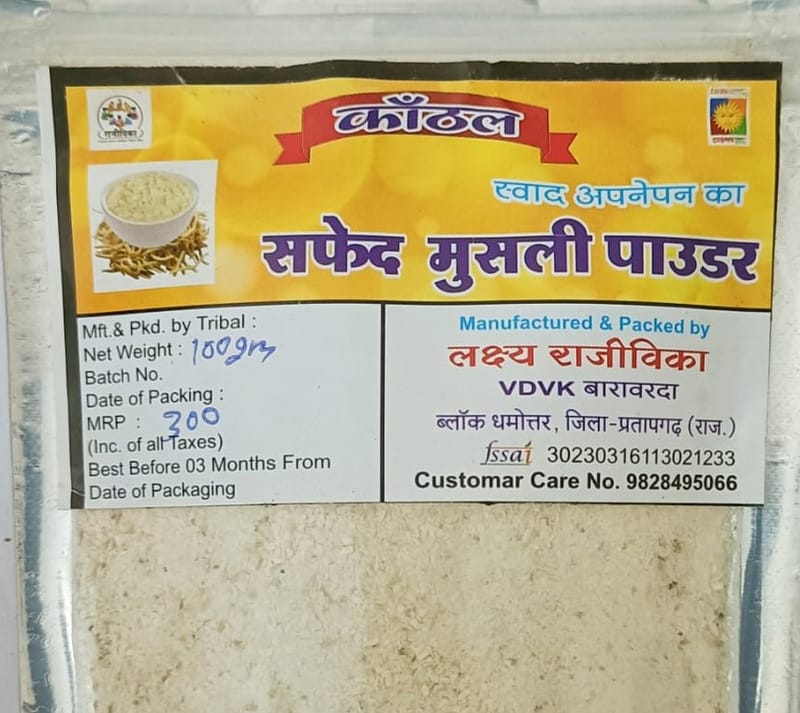 काँठल
राजीविका
स्वाद अपनेपन का
सफेद मुसली पाउडर
Mft.& Pkd. by Tribal :
Net Weight : 100gm
Batch No.
Date of Packing :
MRP : 300
(Inc. of all Taxes)
Best Before 03 Months From
Date of Packaging
Manufactured & Packed by
लक्ष्य राजीविका
VDVK बारावरदा
ब्लॉक धमोत्तर, जिला-प्रतापगढ़ (राज.)
fssai 30230316113021233
Customar Care No. 9828495066